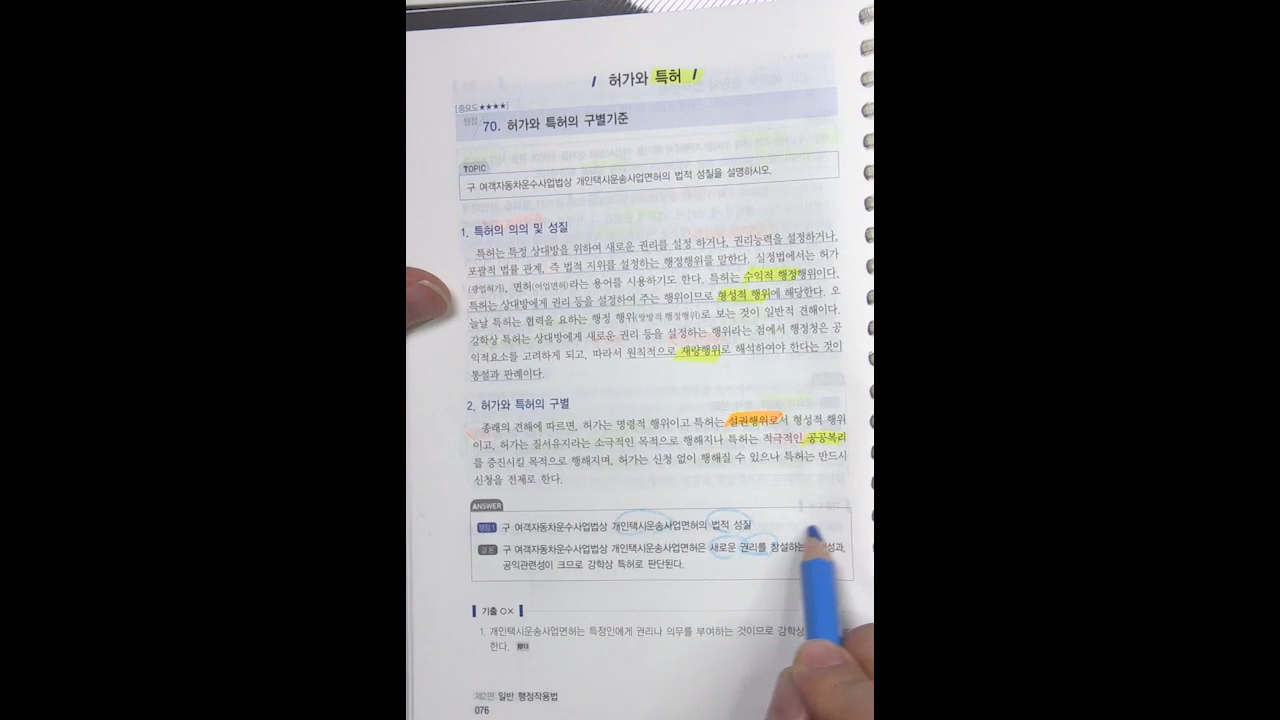 / 허가와 특허 /
[중요도★★★★]
쟁점 70. 허가와 특허의 구별기준
TOPIC
구 여객자동차운수사업법상 개인택시운송사업면허의 법적 성질을 설명하시오.
1. 특허의 의의 및 성질
특허는 특정 상대방을 위하여 새로운 권리를 설정 하거나, 권리능력을 설정하거나,
포괄적 법률 관계, 즉 법적 지위를 설정하는 행정행위를 말한다. 실정법에서는 허가
(광업허가), 면허(어업면허)라는 용어를 사용하기도 한다. 특허는 수익적 행정행위이다.
특허는 상대방에게 권리 등을 설정하여 주는 행위이므로 형성적 행위에 해당한다. 오
늘날 특허는 협력을 요하는 행정 행위(쌍방적 행정행위)로 보는 것이 일반적 견해이다.
강학상 특허는 상대방에게 새로운 권리 등을 설정하는 행위라는 점에서 행정청은 공
익적요소를 고려하게 되고, 따라서 원칙적으로 재량행위로 해석하여야 한다는 것이
통설과 판례이다.
2. 허가와 특허의 구별
종래의 견해에 따르면, 허가는 명령적 행위이고 특허는 설권행위로서 형성적 행위
이고, 허가는 질서유지라는 소극적인 목적으로 행해지나 특허는 적극적인 공공복리
를 증진시킬 목적으로 행해지며, 허가는 신청 없이 행해질 수 있으나 특허는 반드시
신청을 전제로 한다.
ANSWER
쟁점 1 구 여객자동차운수사업법상 개인택시운송사업면허의 법적 성질
결론 구 여객자동차운수사업법상 개인택시운송사업면허은 새로운 권리를 창설하는
공익관련성이 크므로 강학상 특허로 판단된다.
기출 O×
1. 개인택시운송사업면허는 특정인에게 권리나 의무를 부여하는 것이므로 강학상
한다.
제2편 일반 행정작용법
076